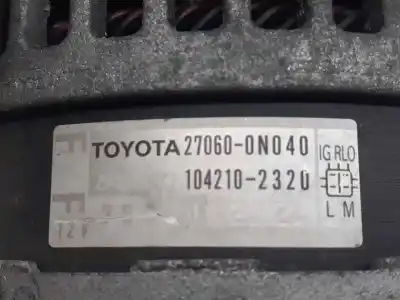 TOYOTA 27060-0N040
104210-2320
IG RLO
L M
12V